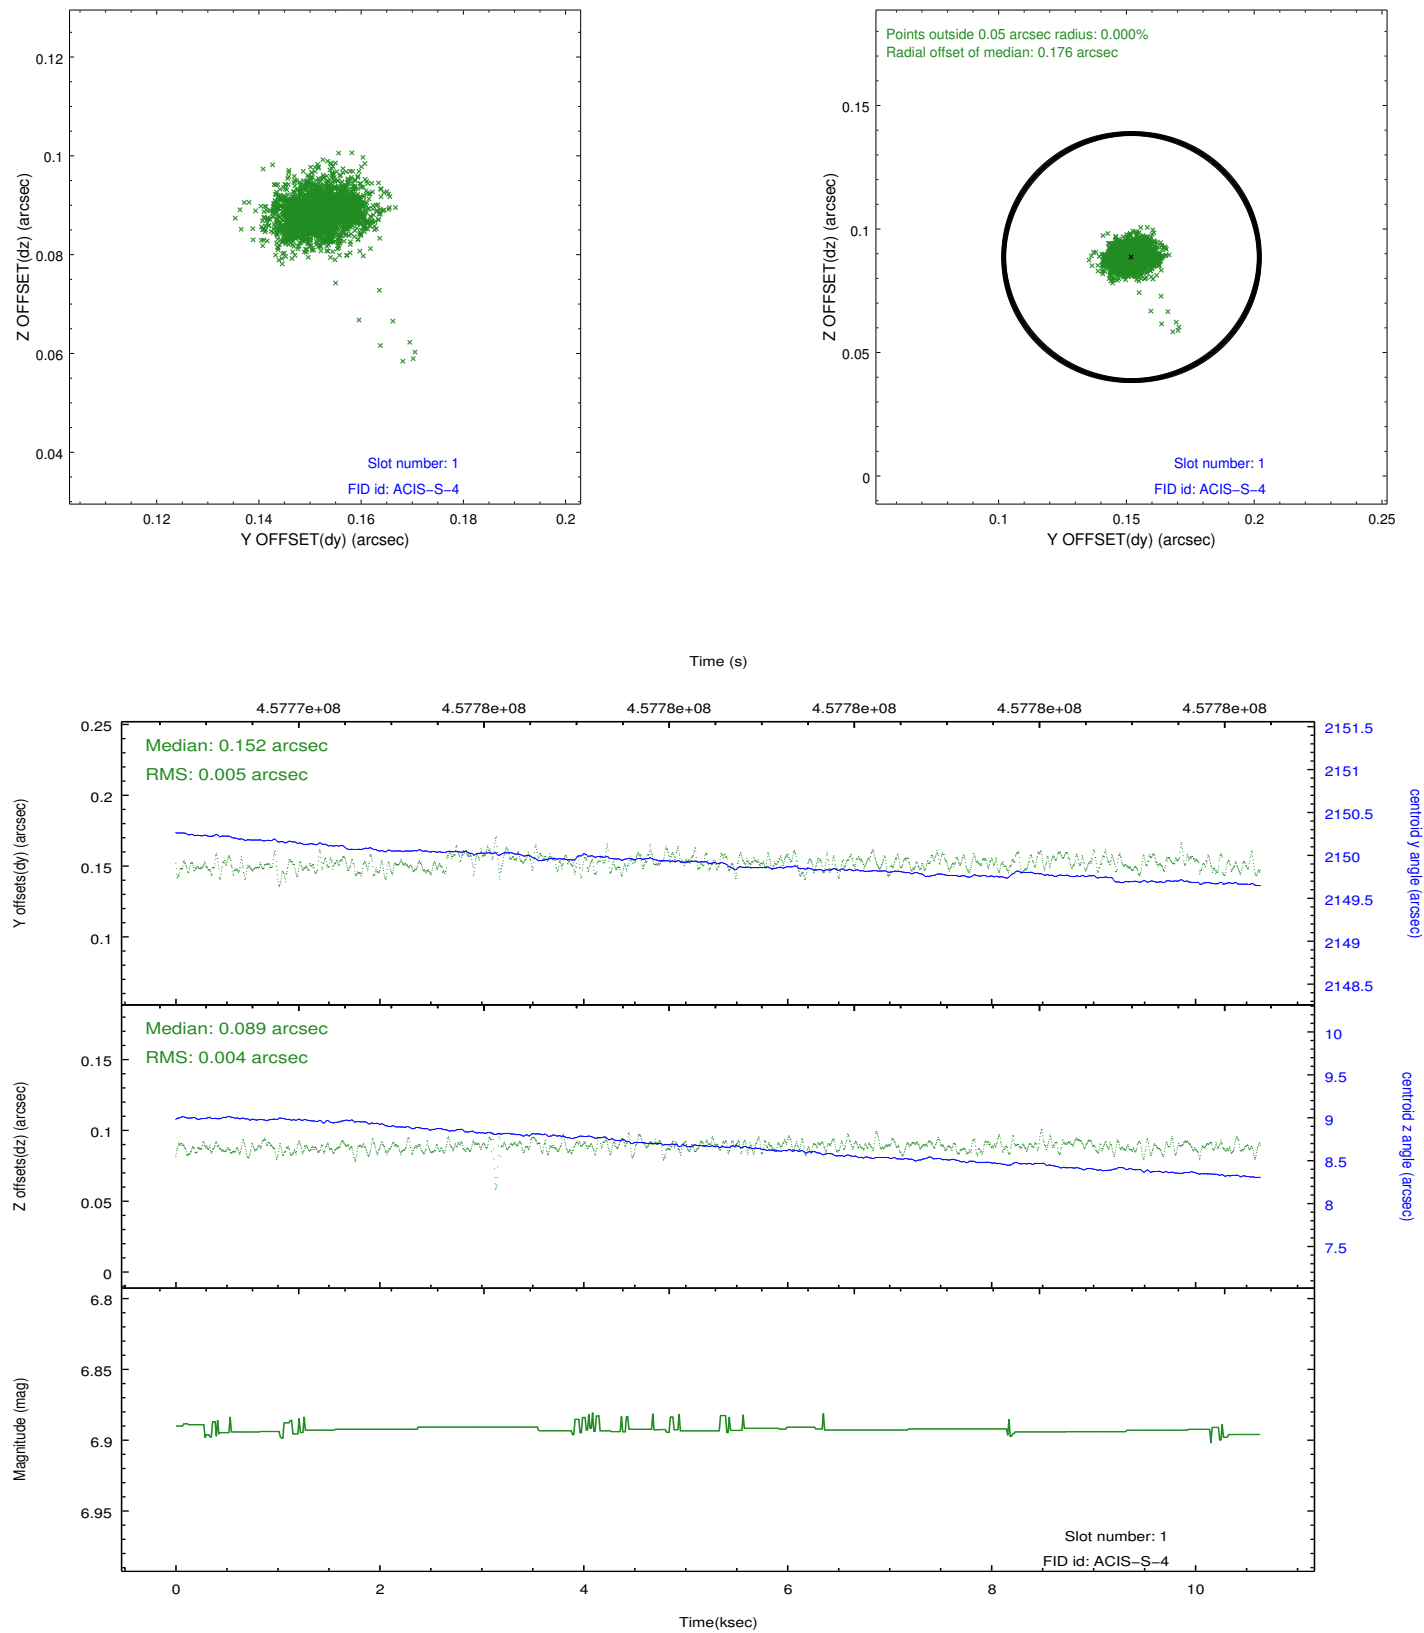 0.12
0.1
0.08
0.06
0.04
Z OFFSET(dz) (arcsec)
Slot number: 1
FID id: ACIS-S-4
0.12 0.14 0.16 0.18 0.2
Y OFFSET(dy) (arcsec)
Points outside 0.05 arcsec radius: 0.000%
Radial offset of median: 0.176 arcsec
0.15
0.1
0.05
0
Z OFFSET(dz) (arcsec)
Slot number: 1
FID id: ACIS-S-4
0.1 0.15 0.2 0.25
Y OFFSET(dy) (arcsec)
Time (s)
4.5777e+08 4.5778e+08 4.5778e+08 4.5778e+08 4.5778e+08 4.5778e+08
0.25
0.2
0.15
0.1
Y offsets(dy) (arcsec)
Median: 0.152 arcsec
RMS: 0.005 arcsec
2151.5
2151
2150.5
2150
2149.5
2149
2148.5
centroid y angle (arcsec)
0.15
0.1
0.05
0
Z offsets(dz) (arcsec)
Median: 0.089 arcsec
RMS: 0.004 arcsec
10
9.5
9
8.5
8
7.5
centroid z angle (arcsec)
6.8
6.85
6.9
6.95
Magnitude (mag)
Slot number: 1
FID id: ACIS-S-4
0 2 4 6 8 10
Time(ksec)